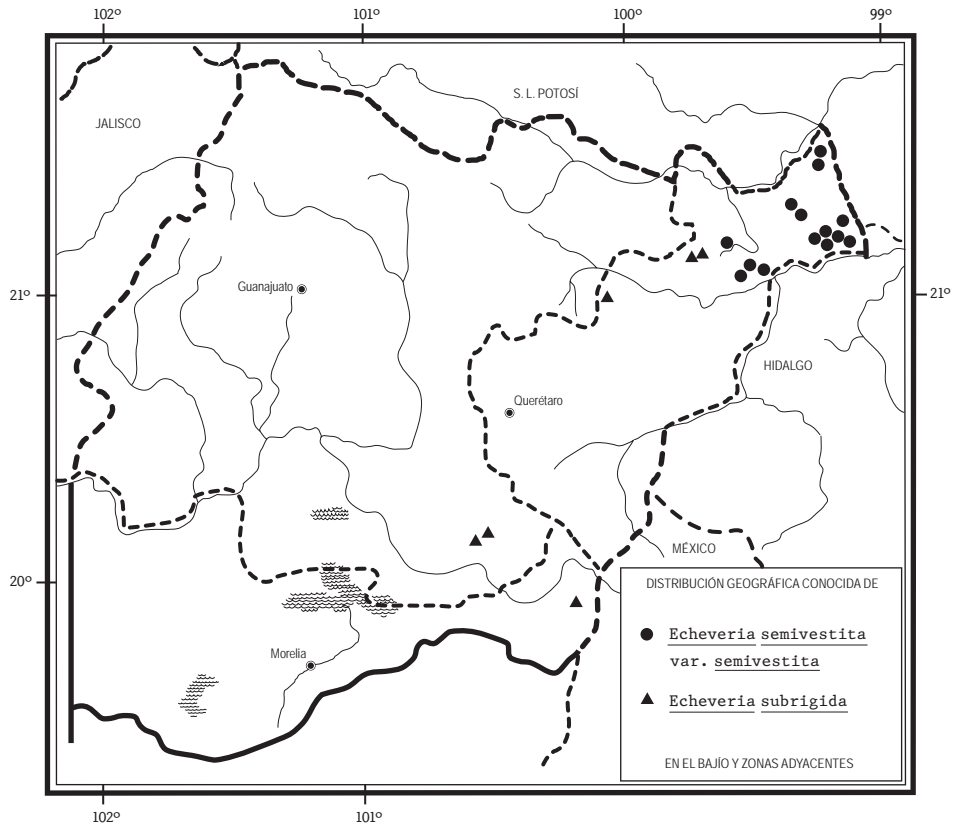 102º 101º 100º 99º
S. L. POTOSÍ
JALISCO
Guanajuato
21º 21º
HIDALGO
Querétaro
MÉXICO
20º
DISTRIBUCIÓN GEOGRÁFICA CONOCIDA DE
Echeveria semivestita
var. semivestita
Morelia
Echeveria subrigida
EN EL BAJÍO Y ZONAS ADYACENTES
102º 101º